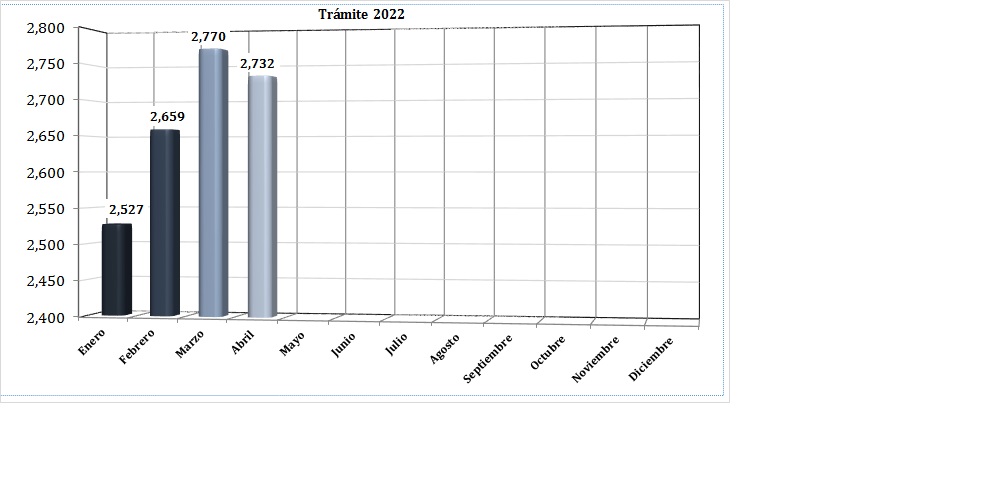 Trámite 2022
2,800
2,750
2,700
2,650
2,600
2,550
2,500
2,450
2,400
2,527
2,659
2,770
2,732
Enero
Febrero
Marzo
Abril
Mayo
Junio
Julio
Agosto
Septiembre
Octubre
Noviembre
Diciembre